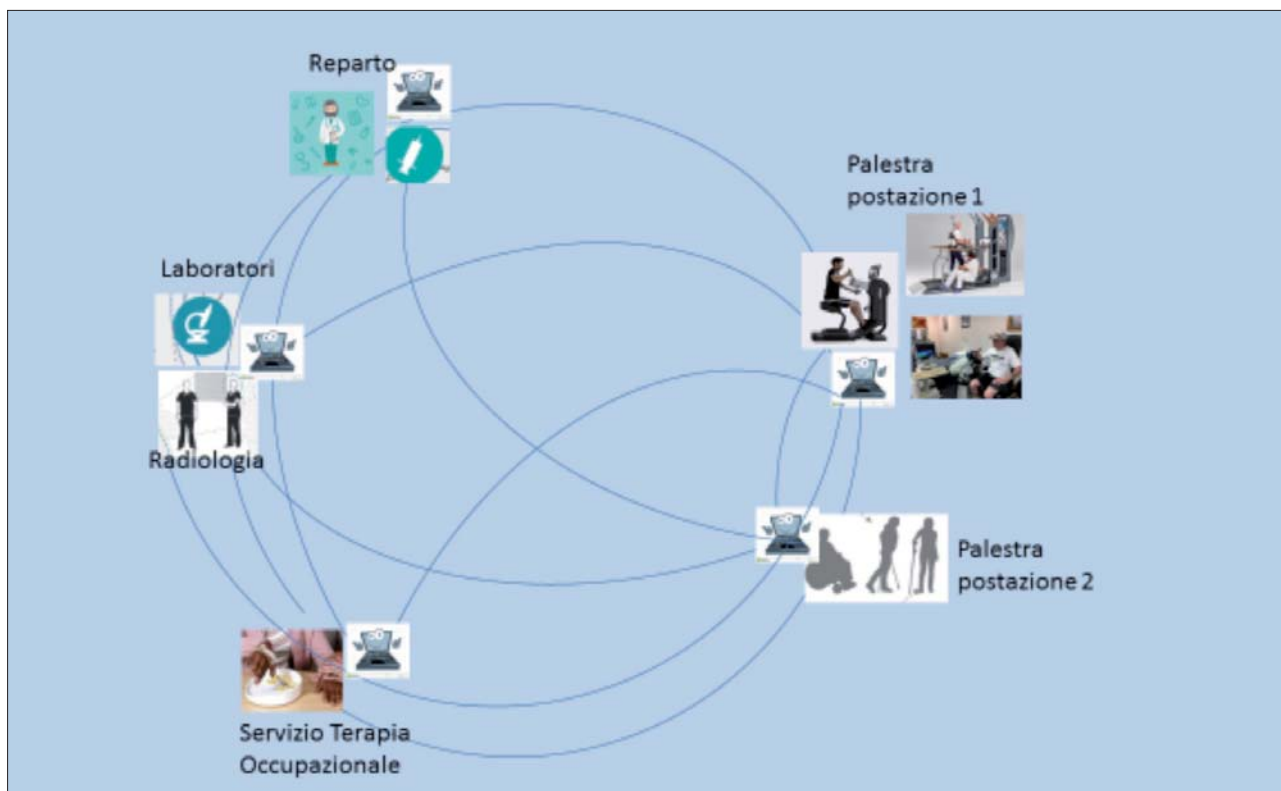 Reparto
Palestra
postazione 1
Laboratori
Radiologia
Palestra
postazione 2
Servizio Terapia
Occupazionale